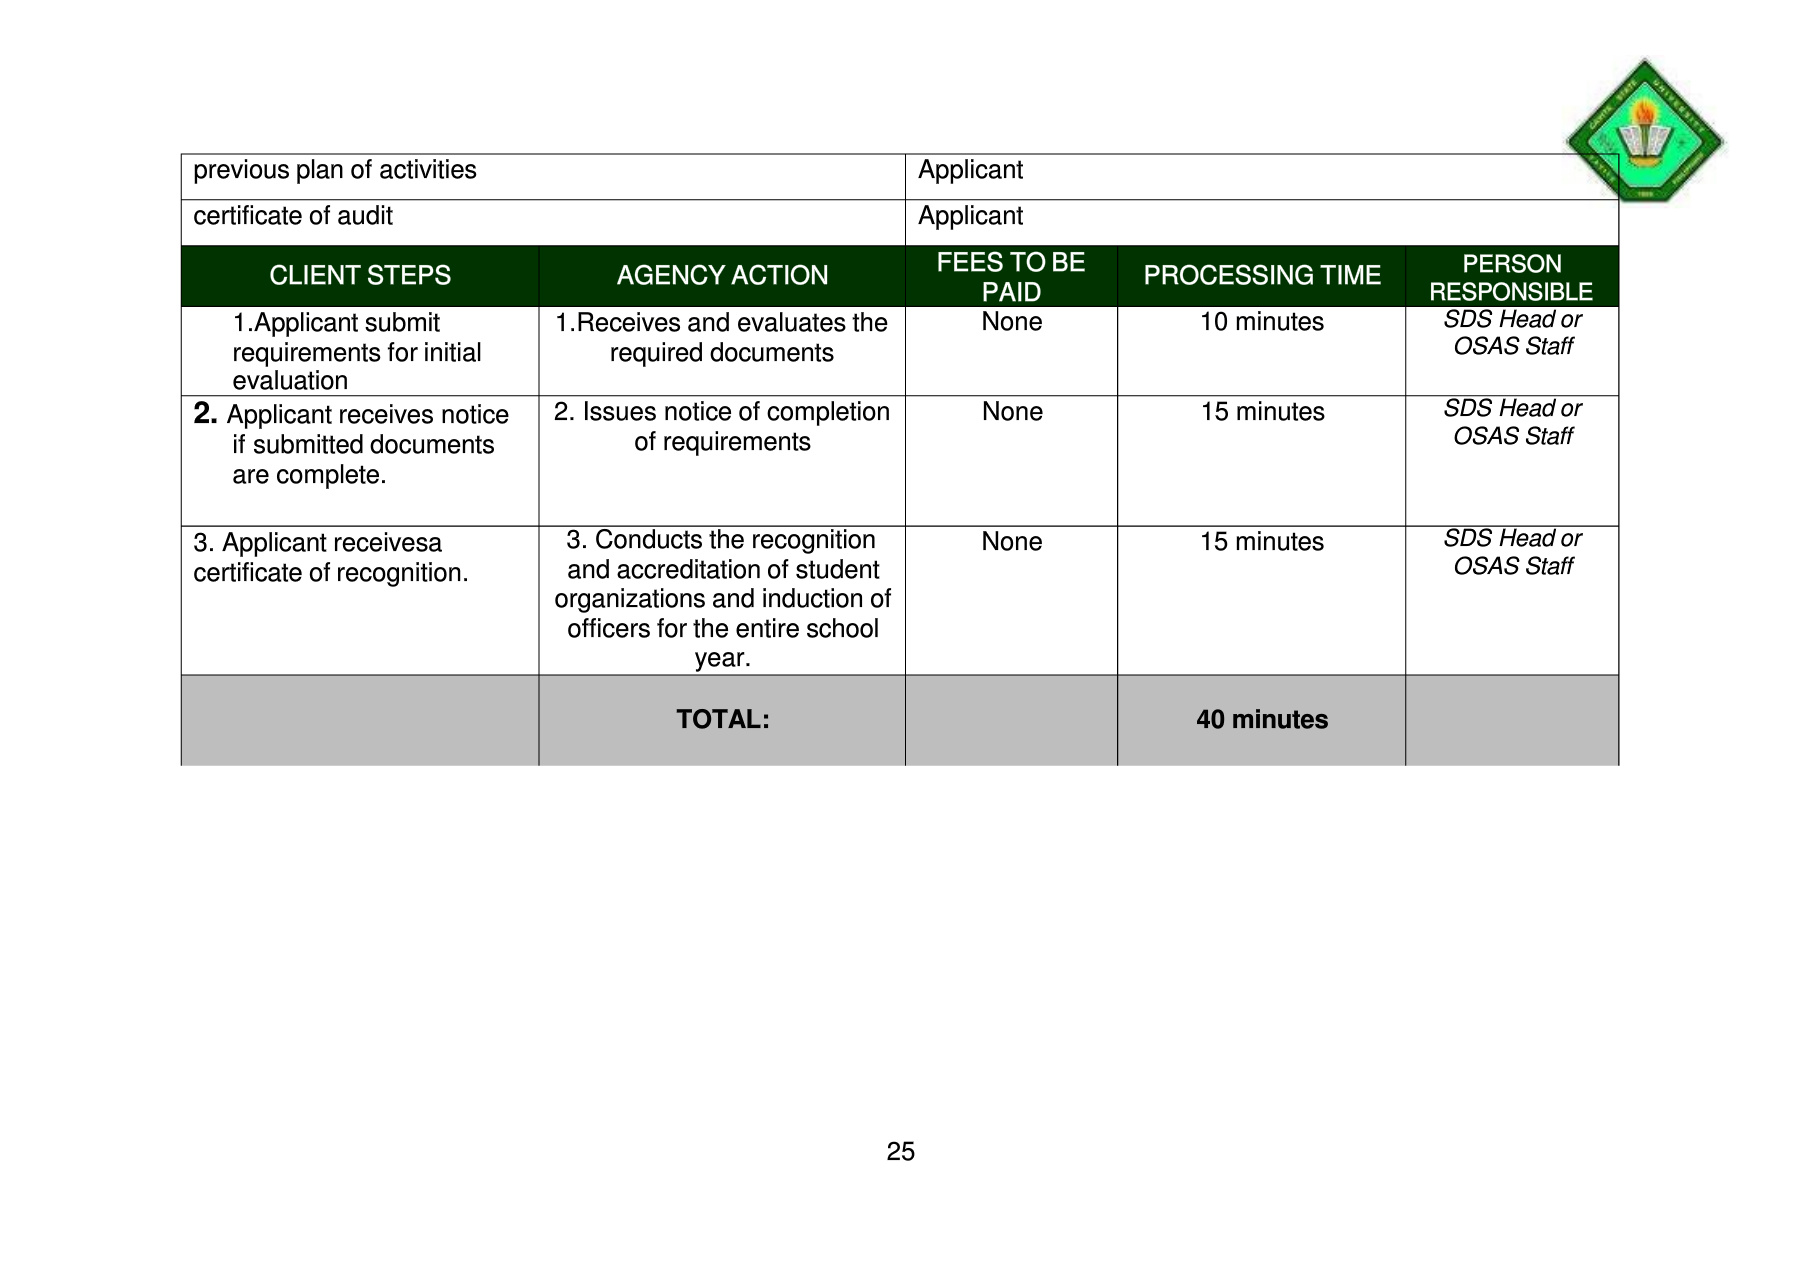 CAVITE STATE UNIVERSITY
previous plan of activities
Applicant
certificate of audit
Applicant
CLIENT STEPS
AGENCY ACTION
FEES TO BE
PAID
PROCESSING TIME
PERSON
RESPONSIBLE
1.Applicant submit
requirements for initial
evaluation
1.Receives and evaluates the
required documents
None
10 minutes
SDS Head or
OSAS Staff
2. Applicant receives notice
if submitted documents
are complete.
2. Issues notice of completion
of requirements
None
15 minutes
SDS Head or
OSAS Staff
3. Applicant receivesa
certificate of recognition.
3. Conducts the recognition
and accreditation of student
organizations and induction of
officers for the entire school
year.
None
15 minutes
SDS Head or
OSAS Staff
TOTAL:
40 minutes
25